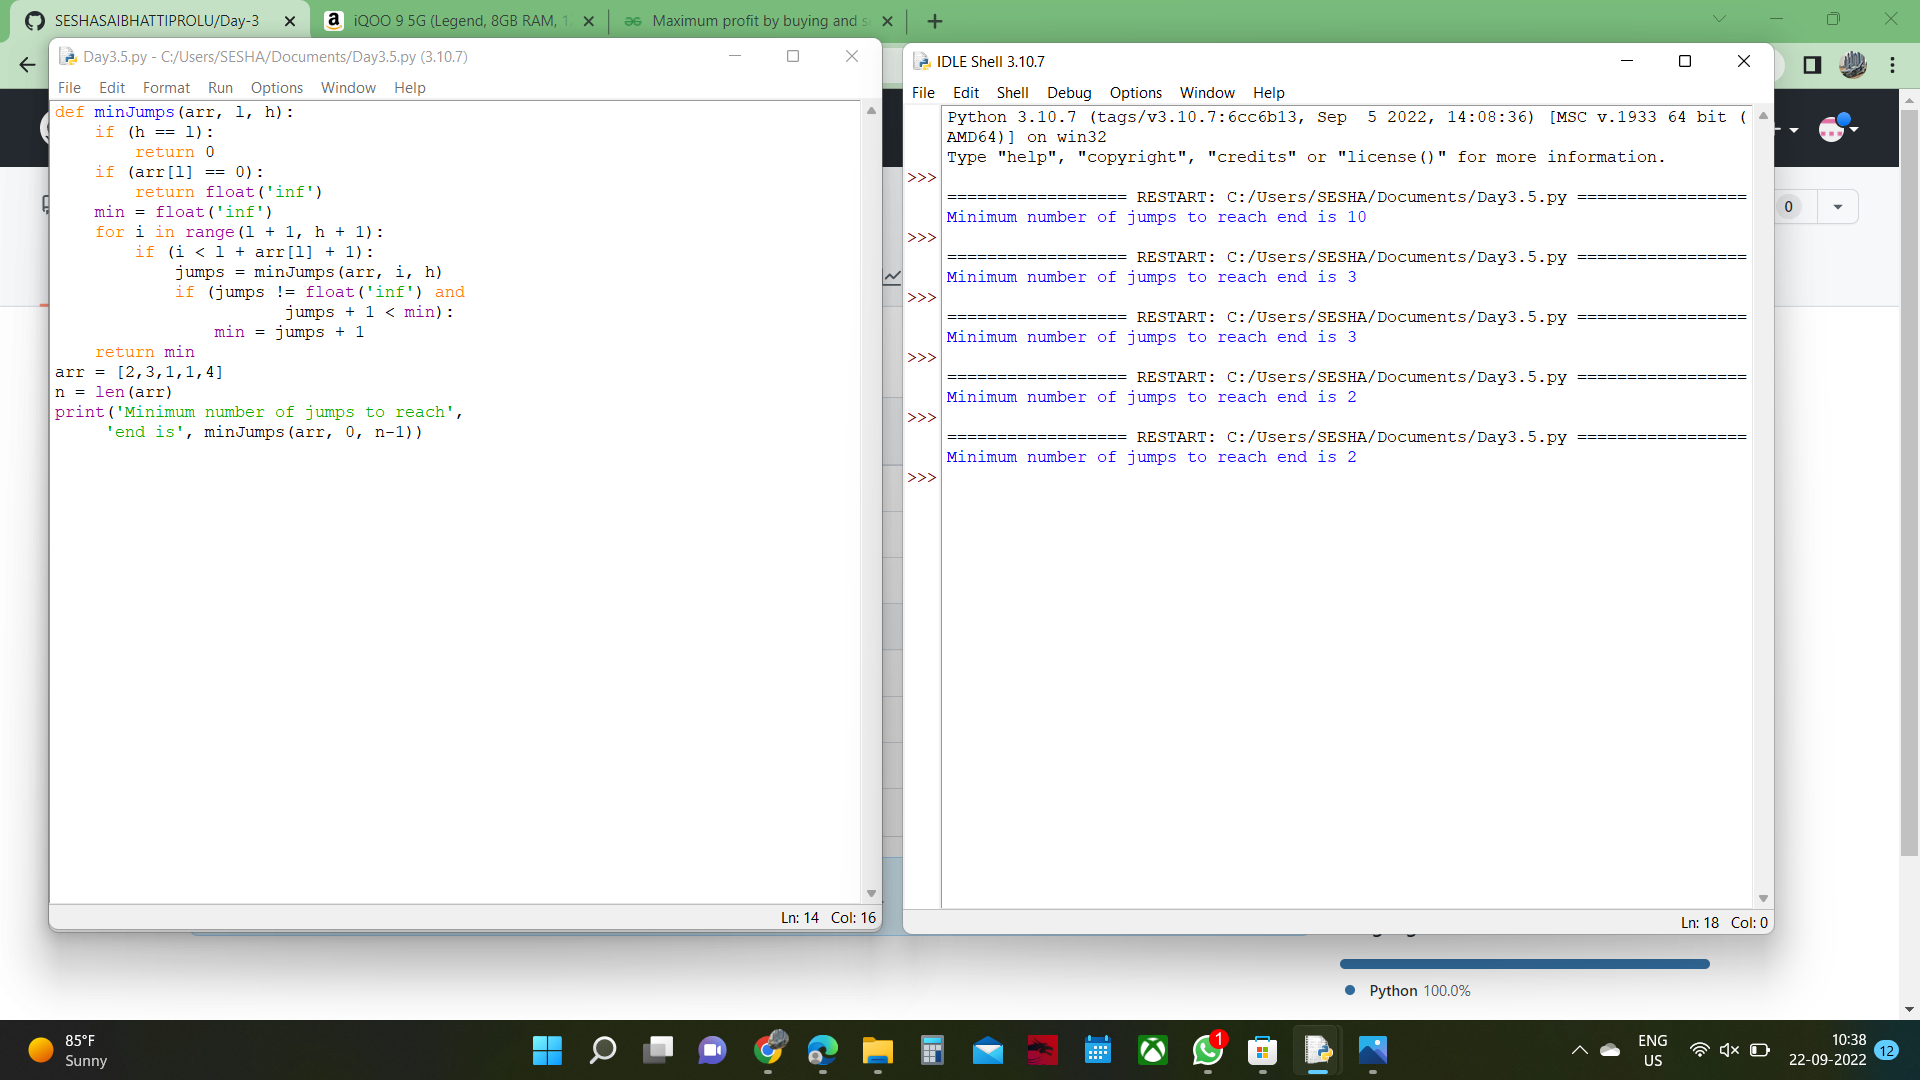 SESHASAIBHATTIPROLU/Day-3
iQOO 9 5G (Legend, 8GB RAM, 1
Maximum profit by buying and s
Day3.5.py - C:/Users/SESHA/Documents/Day3.5.py (3.10.7)
File Edit Format Run Options Window Help
def minJumps(arr, l, h):
    if (h == l):
        return 0
    if (arr[l] == 0):
        return float('inf')
    min = float('inf')
    for i in range(l + 1, h + 1):
        if (i < l + arr[l] + 1):
            jumps = minJumps(arr, i, h)
            if (jumps != float('inf') and
                       jumps + 1 < min):
                min = jumps + 1
    return min
arr = [2,3,1,1,4]
n = len(arr)
print('Minimum number of jumps to reach',
     'end is', minJumps(arr, 0, n-1))
Ln: 14 Col: 16
IDLE Shell 3.10.7
File Edit Shell Debug Options Window Help
Python 3.10.7 (tags/v3.10.7:6cc6b13, Sep  5 2022, 14:08:36) [MSC v.1933 64 bit (
AMD64)] on win32
Type "help", "copyright", "credits" or "license()" for more information.
>>>
================== RESTART: C:/Users/SESHA/Documents/Day3.5.py =================
Minimum number of jumps to reach end is 10
>>>
================== RESTART: C:/Users/SESHA/Documents/Day3.5.py =================
Minimum number of jumps to reach end is 3
>>>
================== RESTART: C:/Users/SESHA/Documents/Day3.5.py =================
Minimum number of jumps to reach end is 3
>>>
================== RESTART: C:/Users/SESHA/Documents/Day3.5.py =================
Minimum number of jumps to reach end is 2
>>>
================== RESTART: C:/Users/SESHA/Documents/Day3.5.py =================
Minimum number of jumps to reach end is 2
>>>
Ln: 18 Col: 0
0
Python 100.0%
85°F
Sunny
1
ENG
US
10:38
22-09-2022
12